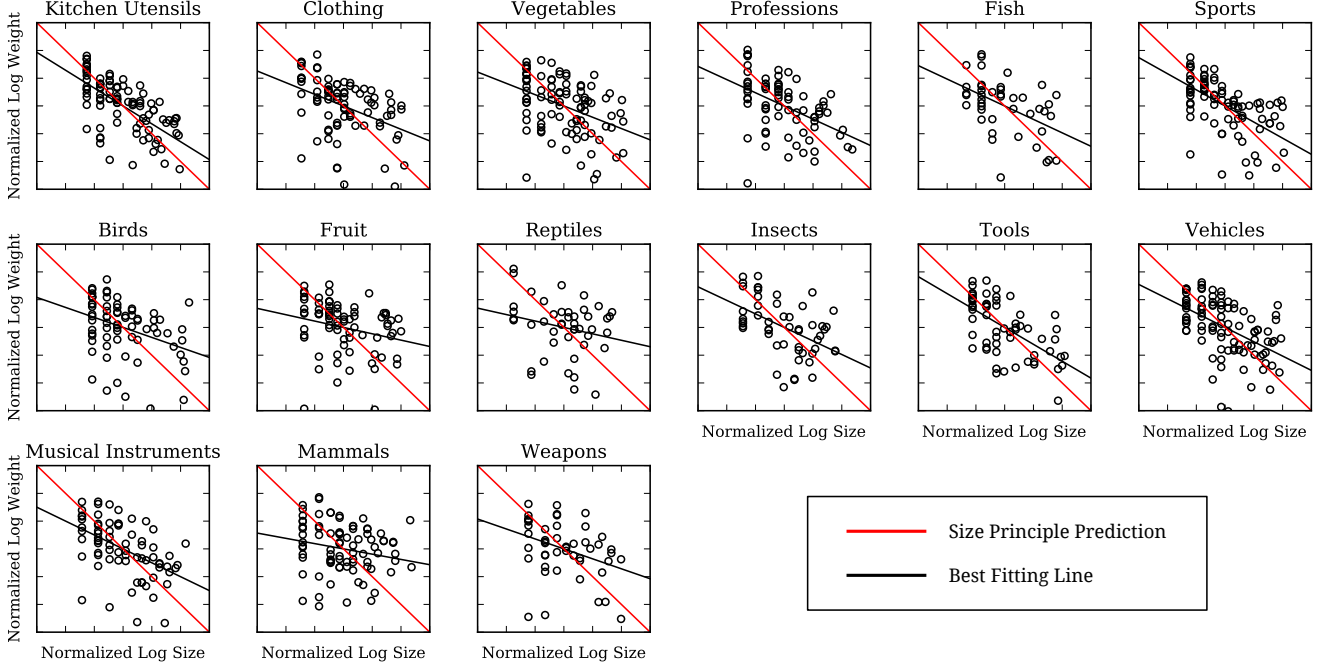 Kitchen Utensils
Clothing
Vegetables
Professions
Fish
Sports
Normalized Log Weight
Birds
Fruit
Reptiles
Insects
Tools
Vehicles
Normalized Log Weight
Normalized Log Size
Normalized Log Size
Normalized Log Size
Musical Instruments
Mammals
Weapons
Normalized Log Weight
Size Principle Prediction
Best Fitting Line
Normalized Log Size
Normalized Log Size
Normalized Log Size